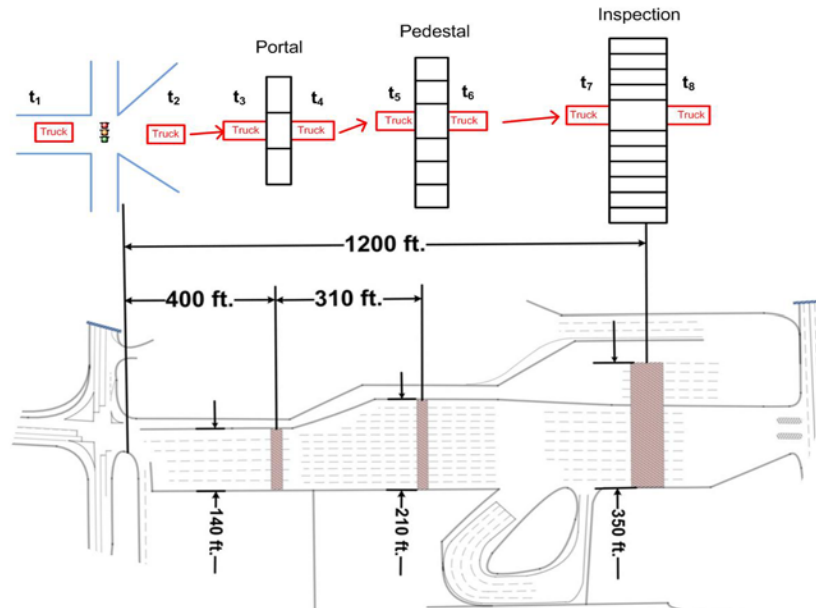 Inspection
Pedestal
Portal
t1 t2 t3 t4 t5 t6 t7 t8
Truck Truck Truck Truck Truck Truck Truck Truck
1200 ft.
400 ft. 310 ft.
140 ft. 210 ft. 350 ft.